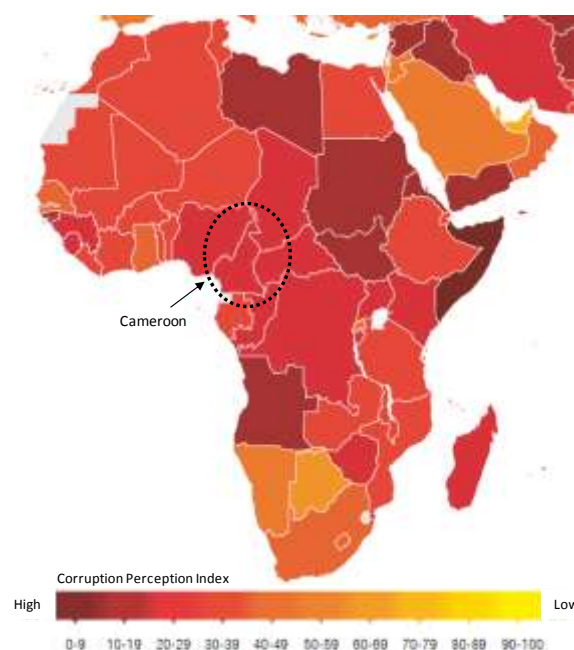 Cameroon
Corruption Perception Index
High
Low
0-9 10-19 20-29 30-39 40-49 50-59 60-69 70-79 80-89 90-100